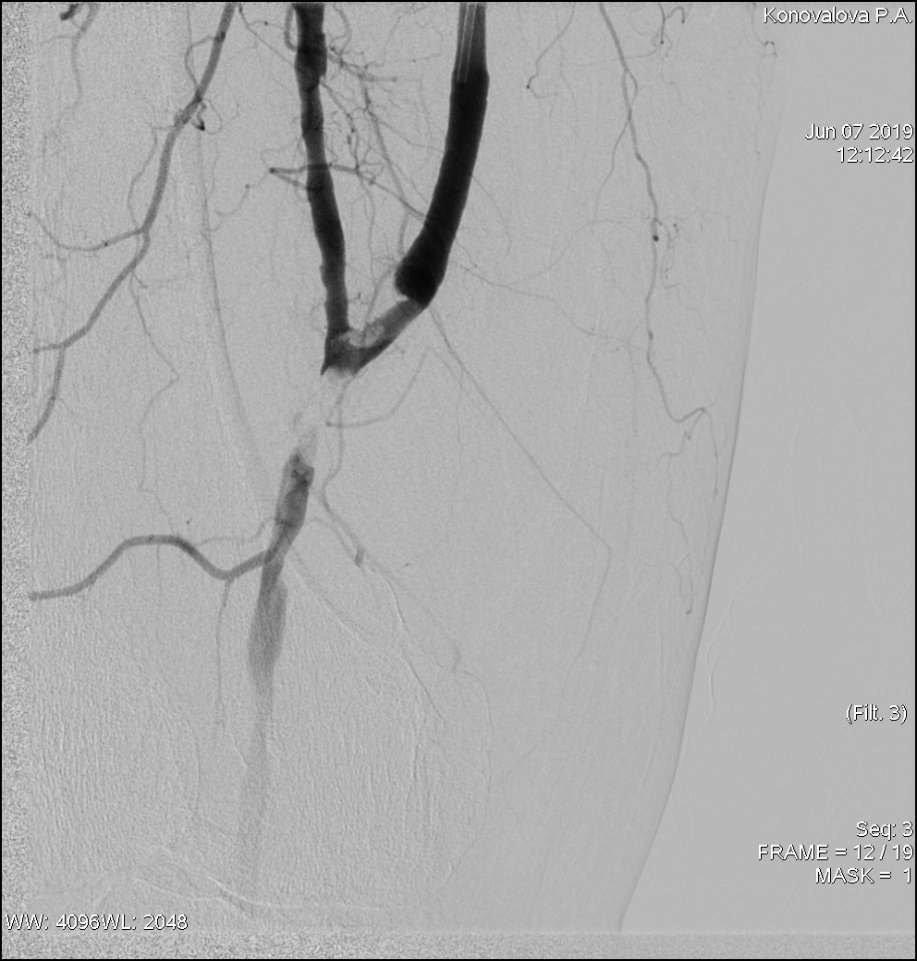 Konovalova P.A.
Jun 07 2019
12:12:42
(Filt. 3)
Seq: 3
FRAME = 12 / 19
MASK = 1
WW: 4096WL: 2048